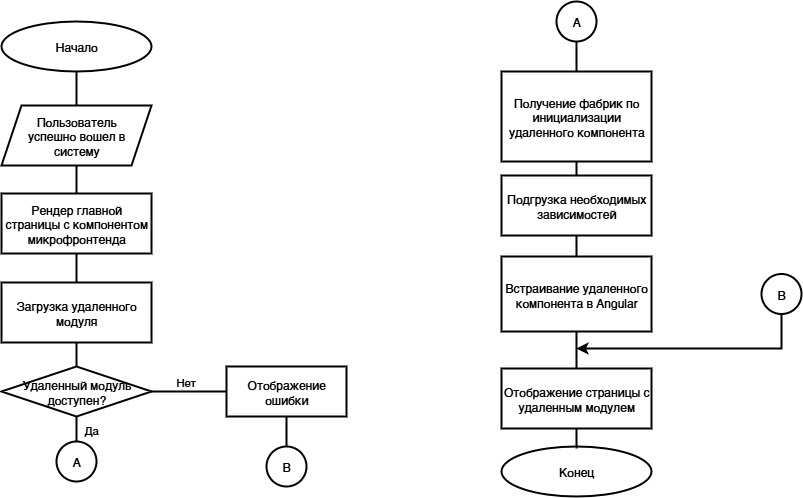 Начало
Пользователь
успешно вошел в
систему
Рендер главной
страницы с компонентом
микрофронтенда
Загрузка удаленного
модуля
Удаленный модуль
доступен?
Нет
Отображение
ошибки
Да
A
B
A
Получение фабрик по
инициализации
удаленного компонента
Подгрузка необходимых
зависимостей
Встраивание удаленного
компонента в Angular
B
Отображение страницы с
удаленным модулем
Конец